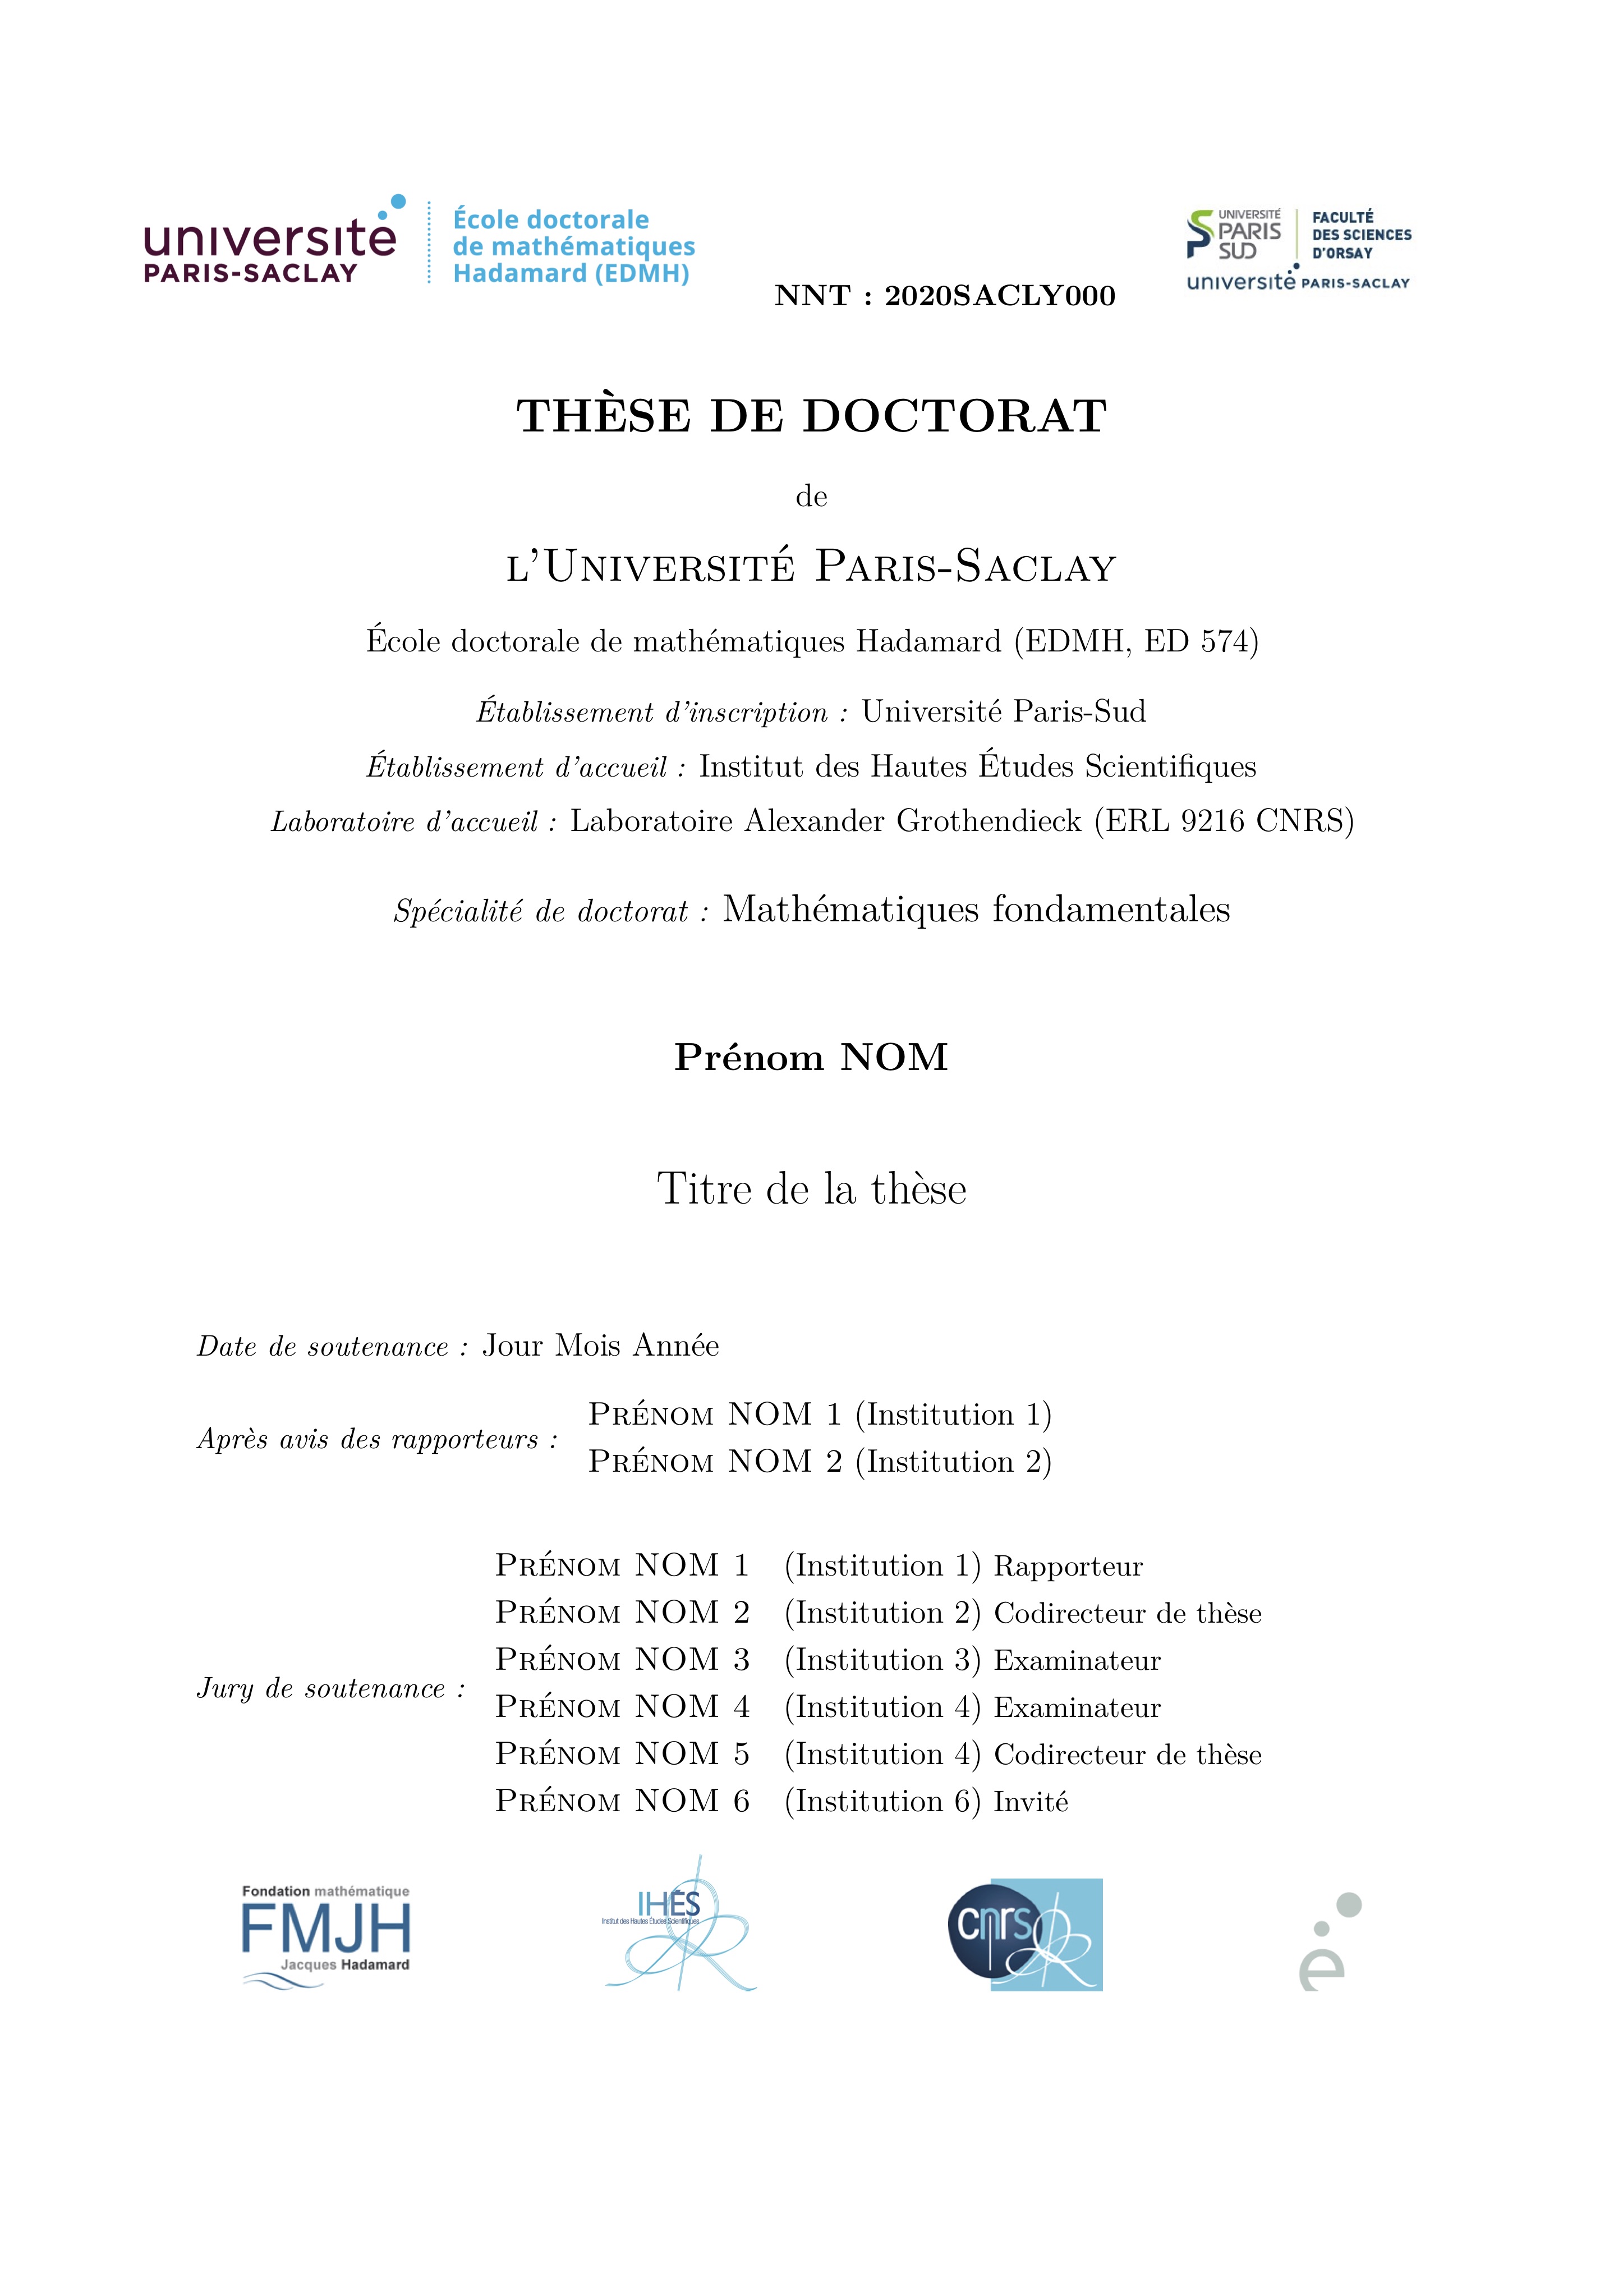 université
PARIS-SACLAY
École doctorale
de mathématiques
Hadamard (EDMH)
NNT : 2020SACLY000
UNIVERSITÉ
PARIS
SUD
FACULTÉ
DES SCIENCES
D'ORSAY
université PARIS-SACLAY
THÈSE DE DOCTORAT
de
L'UNIVERSITÉ PARIS-SACLAY
École doctorale de mathématiques Hadamard (EDMH, ED 574)
Établissement d'inscription : Université Paris-Sud
Établissement d'accueil : Institut des Hautes Études Scientifiques
Laboratoire d'accueil : Laboratoire Alexander Grothendieck (ERL 9216 CNRS)
Spécialité de doctorat : Mathématiques fondamentales
Prénom NOM
Titre de la thèse
Date de soutenance : Jour Mois Année
Après avis des rapporteurs :
PRÉNOM NOM 1 (Institution 1)
PRÉNOM NOM 2 (Institution 2)
Jury de soutenance :
PRÉNOM NOM 1 (Institution 1) Rapporteur
PRÉNOM NOM 2 (Institution 2) Codirecteur de thèse
PRÉNOM NOM 3 (Institution 3) Examinateur
PRÉNOM NOM 4 (Institution 4) Examinateur
PRÉNOM NOM 5 (Institution 4) Codirecteur de thèse
PRÉNOM NOM 6 (Institution 6) Invité
Fondation mathématique
FMJH
Jacques Hadamard
IHÉS
Institut des Hautes Études Scientifiques
cnrs
e